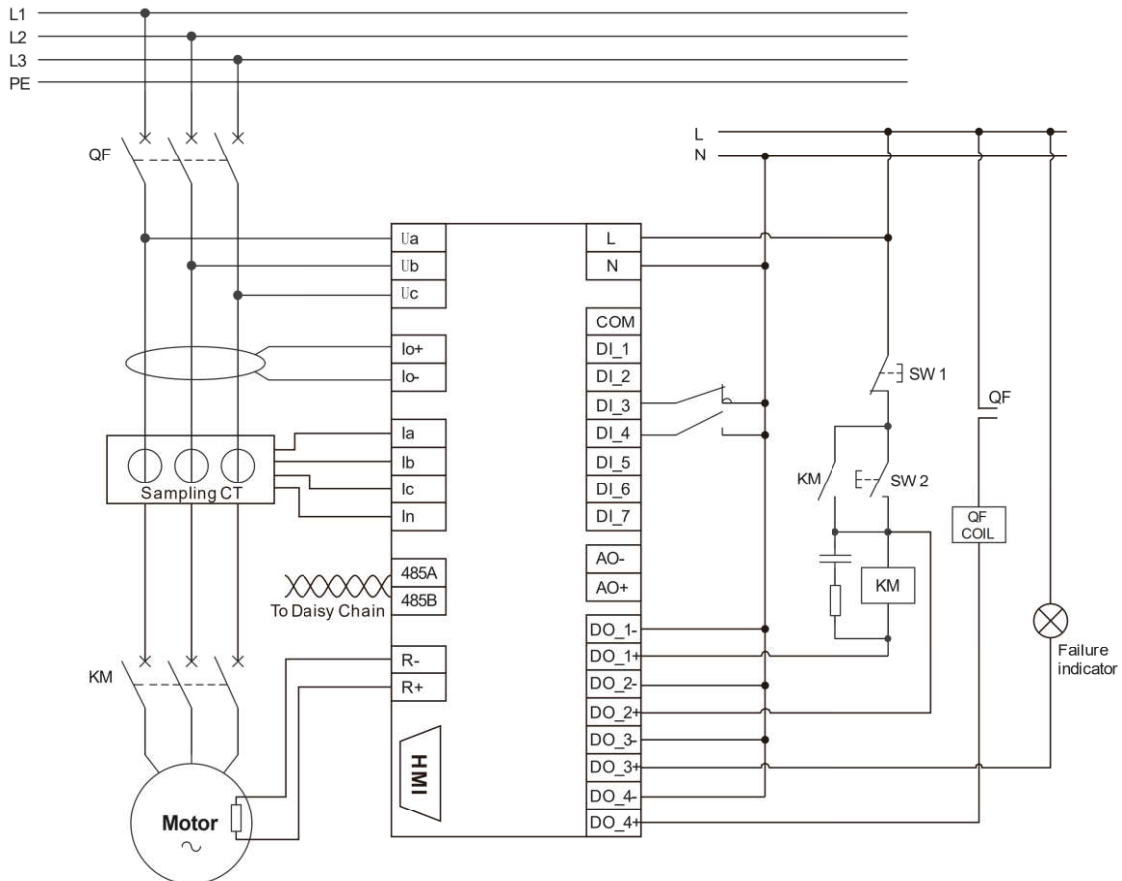 L1
L2
L3
PE
QF
L
N
Ua
Ub
Uc
Io+
Io-
Ia
Ib
Ic
In
Sampling CT
485A
485B
To Daisy Chain
R-
R+
KM
HMI
Motor
L
N
COM
DI_1
DI_2
DI_3
DI_4
DI_5
DI_6
DI_7
AO-
AO+
DO_1-
DO_1+
DO_2-
DO_2+
DO_3-
DO_3+
DO_4-
DO_4+
SW 1
KM
SW 2
KM
QF
QF
COIL
Failure
indicator